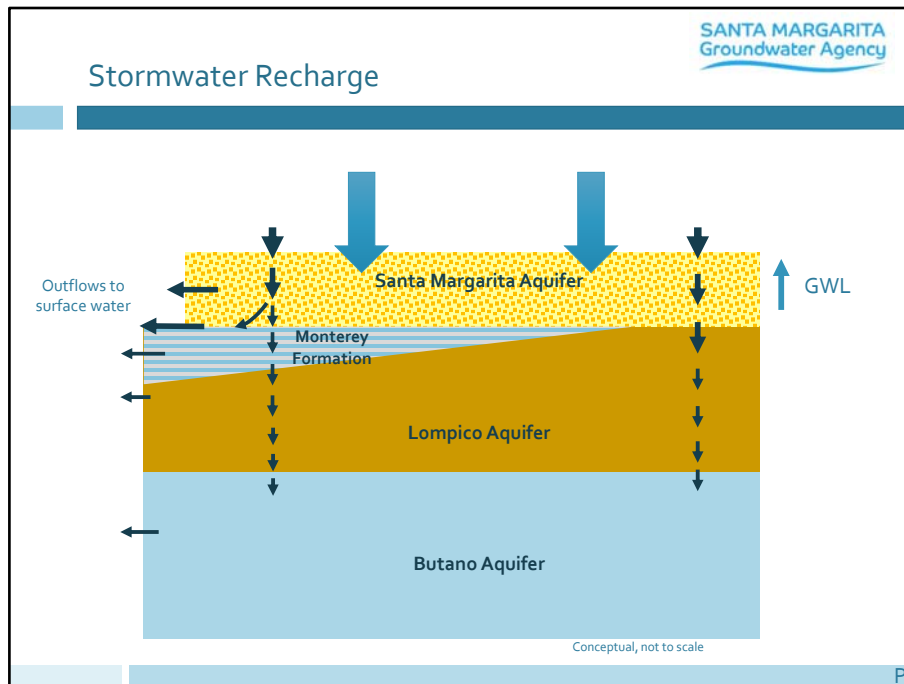 SANTA MARGARITA
Groundwater Agency
Stormwater Recharge
Outflows to
surface water
Santa Margarita Aquifer
GWL
Monterey
Formation
Lompico Aquifer
Butano Aquifer
Conceptual, not to scale
P